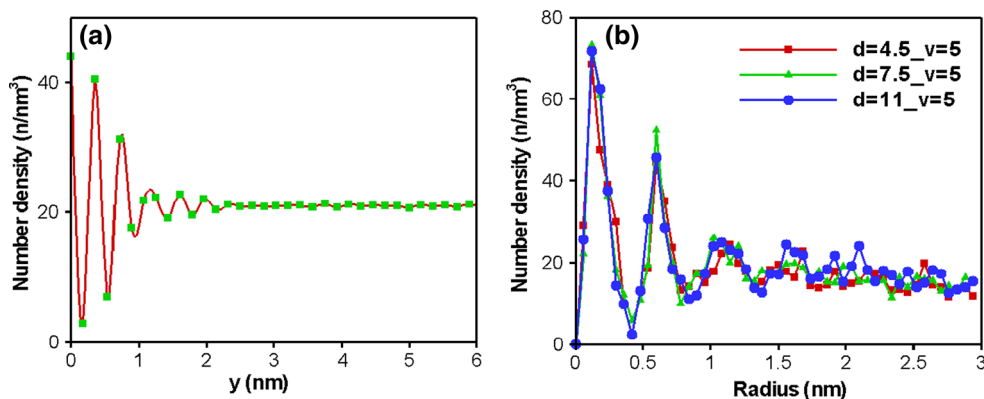 (a)
Number density (n/nm³)
40
20
0
0 1 2 3 4 5 6
y (nm)
(b)
d=4.5_v=5
d=7.5_v=5
d=11_v=5
Number density (n/nm³)
80
60
40
20
0
0 0.5 1 1.5 2 2.5 3
Radius (nm)